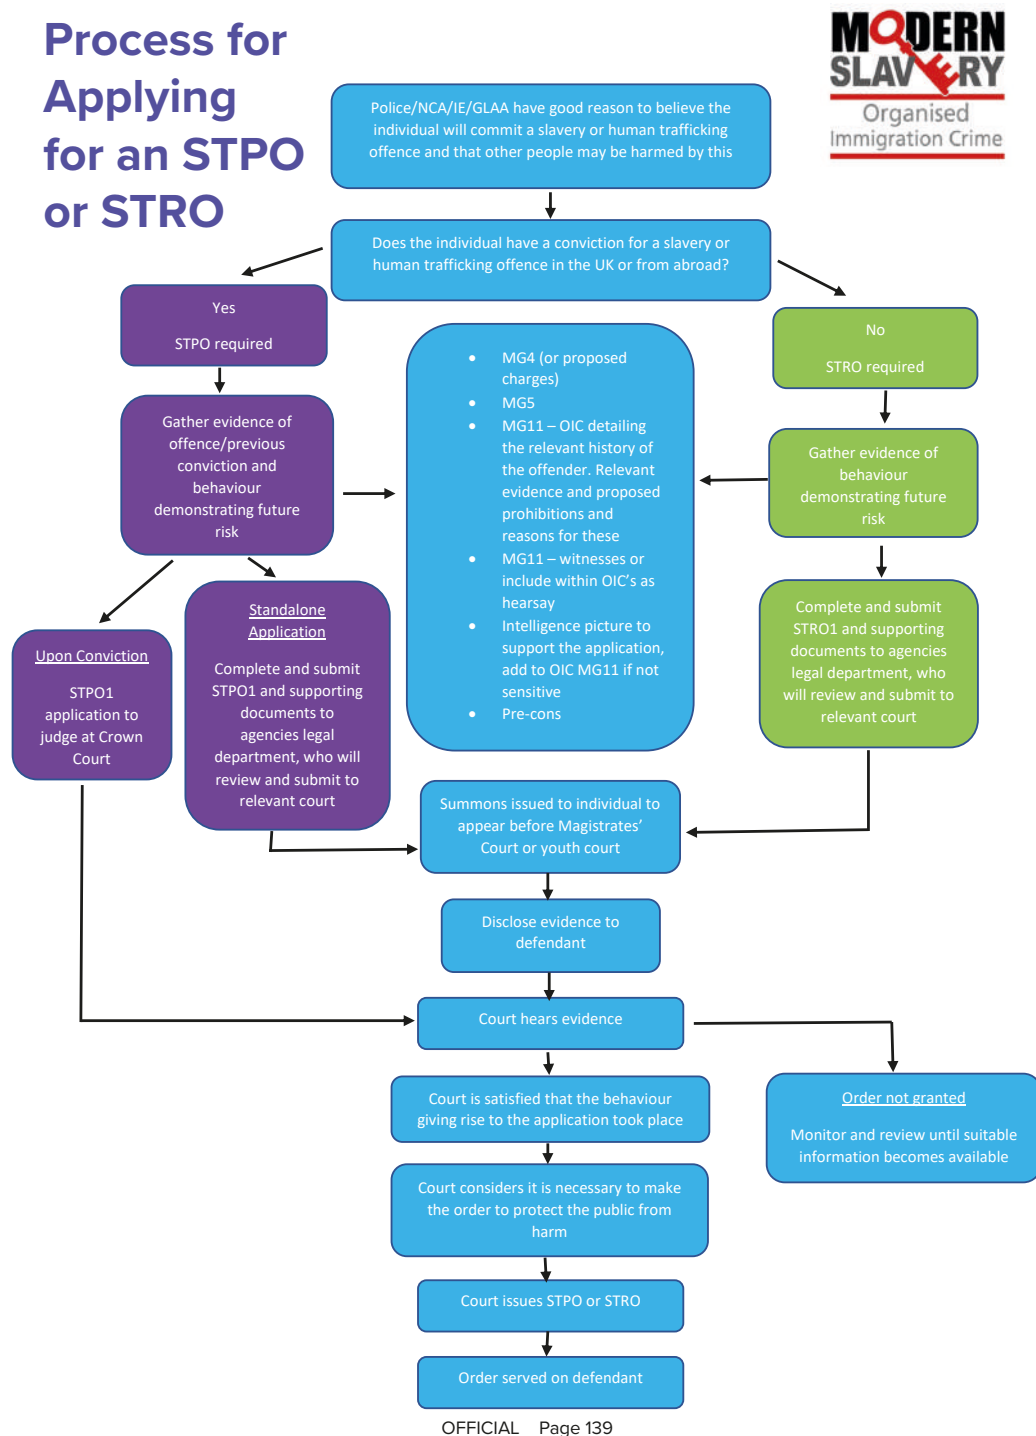 Process for
Applying
for an STPO
or STRO
MODERN
SLAVERY
Organised
Immigration Crime
Police/NCA/IE/GLAA have good reason to believe the
individual will commit a slavery or human trafficking
offence and that other people may be harmed by this
Does the individual have a conviction for a slavery or
human trafficking offence in the UK or from abroad?
Yes
STPO required
No
STRO required
Gather evidence of
offence/previous
conviction and
behaviour
demonstrating future
risk
• MG4 (or proposed
charges)
• MG5
• MG11 – OIC detailing
the relevant history of
the offender. Relevant
evidence and proposed
prohibitions and
reasons for these
• MG11 – witnesses or
include within OIC's as
hearsay
• Intelligence picture to
support the application,
add to OIC MG11 if not
sensitive
• Pre-cons
Gather evidence of
behaviour
demonstrating future
risk
Upon Conviction
STPO1
application to
judge at Crown
Court
Standalone
Application
Complete and submit
STPO1 and supporting
documents to
agencies legal
department, who will
review and submit to
relevant court
Complete and submit
STRO1 and supporting
documents to agencies
legal department, who
will review and submit to
relevant court
Summons issued to individual to
appear before Magistrates'
Court or youth court
Disclose evidence to
defendant
Court hears evidence
Court is satisfied that the behaviour
giving rise to the application took place
Order not granted
Monitor and review until suitable
information becomes available
Court considers it is necessary to make
the order to protect the public from
harm
Court issues STPO or STRO
Order served on defendant
OFFICIAL Page 139